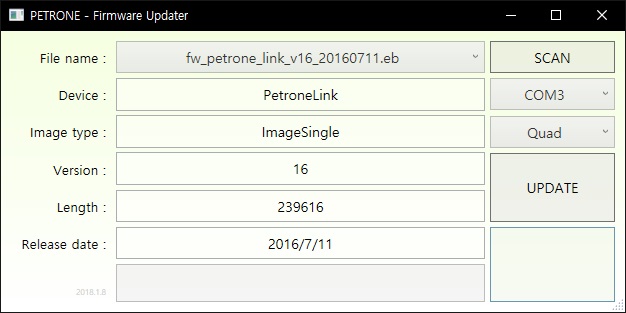 PETRONE - Firmware Updater
File name : fw_petrone_link_v16_20160711.eb SCAN
Device : PetroneLink COM3
Image type : ImageSingle Quad
Version : 16 UPDATE
Length : 239616
Release date : 2016/7/11
2018.1.8